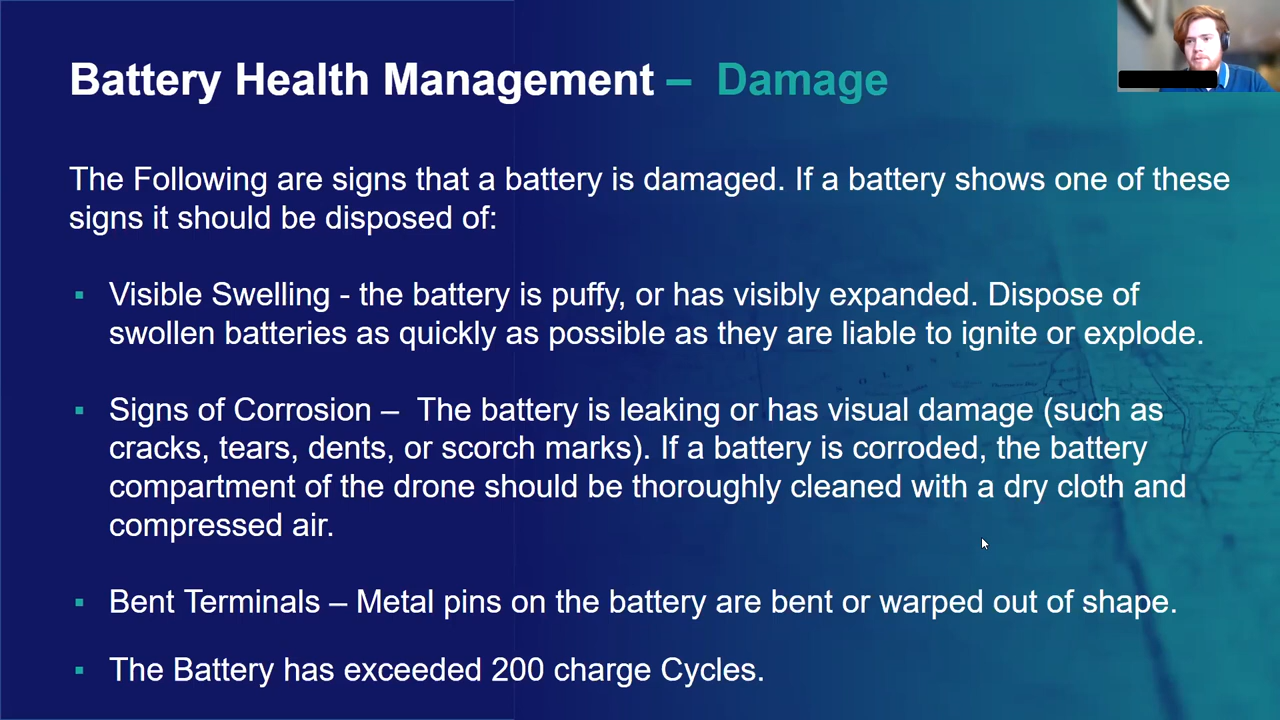 Battery Health Management – Damage
The Following are signs that a battery is damaged. If a battery shows one of these
signs it should be disposed of:
▪ Visible Swelling - the battery is puffy, or has visibly expanded. Dispose of
swollen batteries as quickly as possible as they are liable to ignite or explode.
▪ Signs of Corrosion – The battery is leaking or has visual damage (such as
cracks, tears, dents, or scorch marks). If a battery is corroded, the battery
compartment of the drone should be thoroughly cleaned with a dry cloth and
compressed air.
▪ Bent Terminals – Metal pins on the battery are bent or warped out of shape.
▪ The Battery has exceeded 200 charge Cycles.